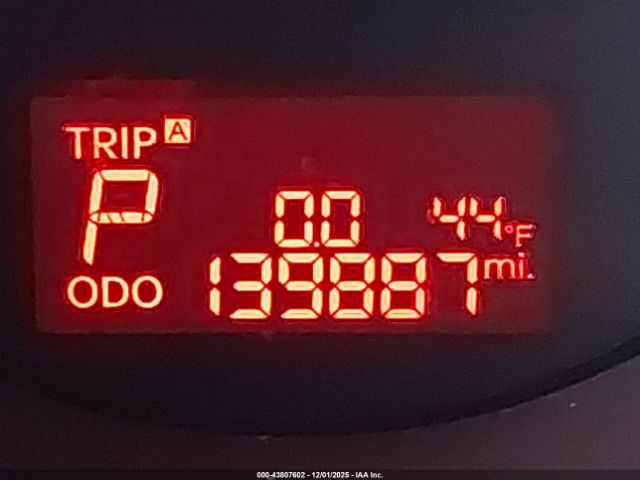 TRIP A
P 0.0 44°F
ODO 139887 mi.
000-43807602 - 12/01/2025 - IAA Inc.